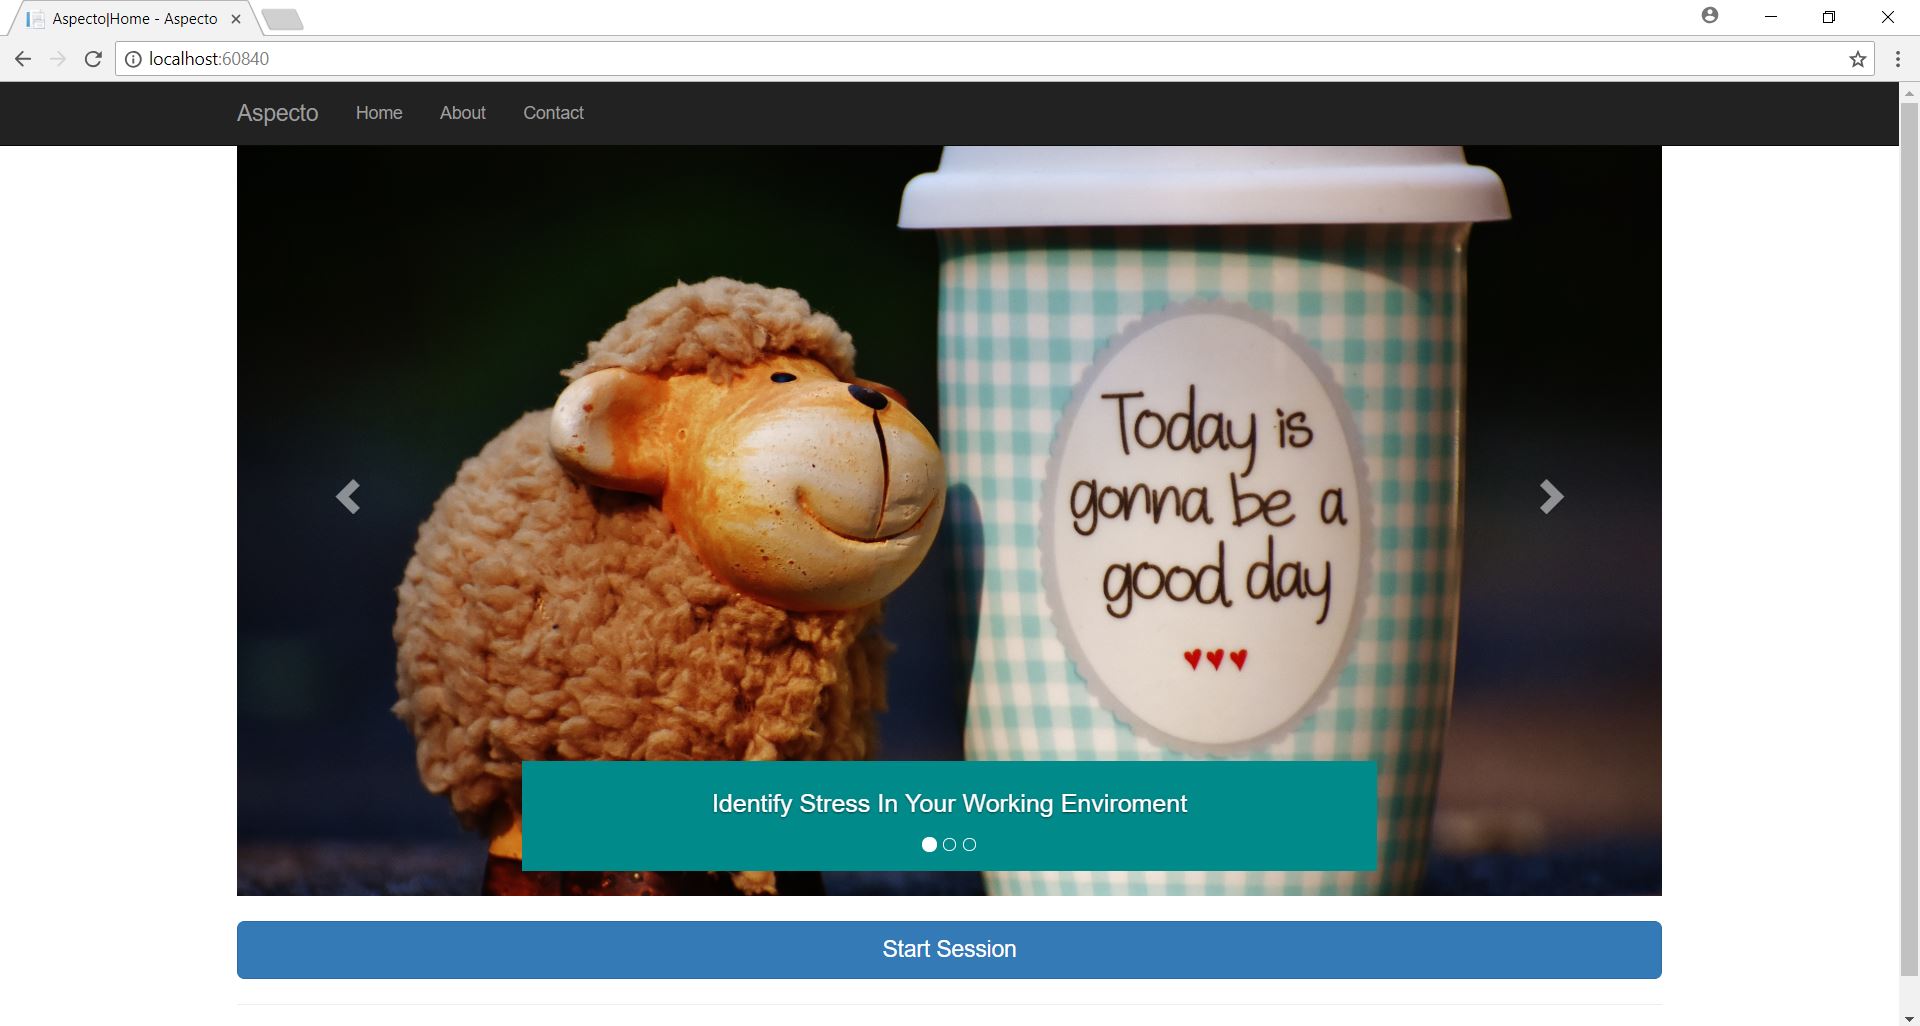 Aspecto|Home - Aspecto
localhost:60840
Aspecto Home About Contact
Today is
gonna be a
good day
Identify Stress In Your Working Enviroment
Start Session